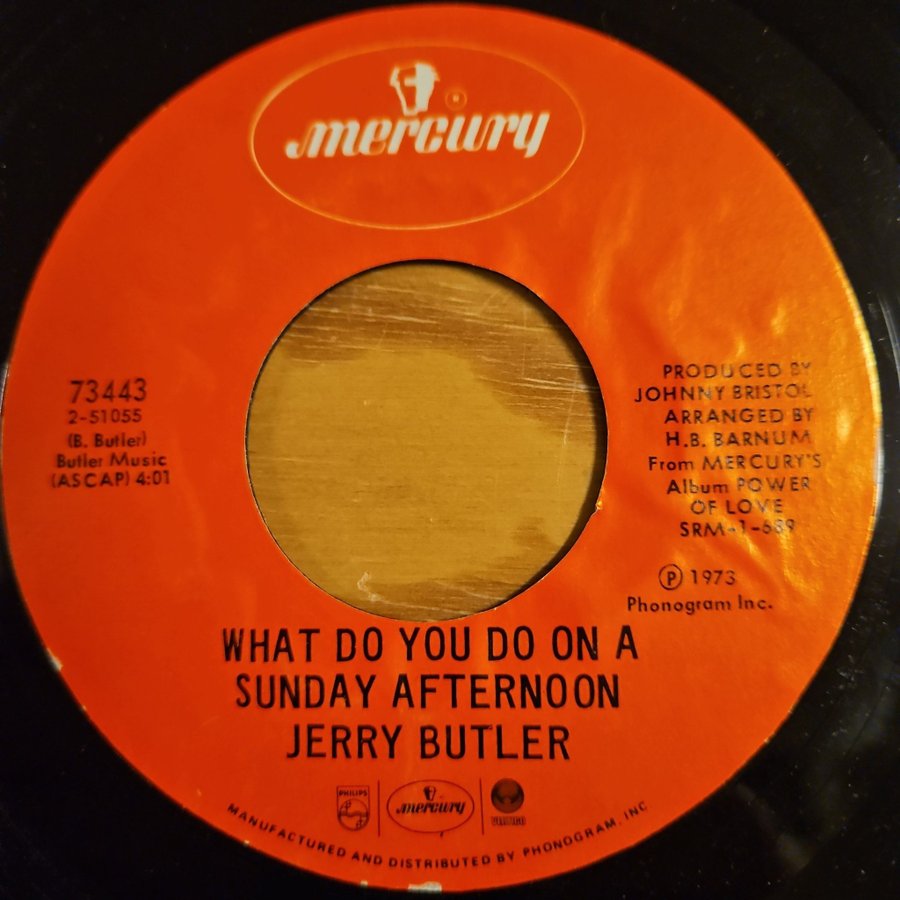 mercury
73443
2-51055
(B. Butler)
Butler Music
(ASCAP) 4:01
PRODUCED BY
JOHNNY BRISTOL
ARRANGED BY
H.B. BARNUM
From MERCURY'S
Album POWER
OF LOVE
SRM-1-689
Ⓟ 1973
Phonogram Inc.
WHAT DO YOU DO ON A
SUNDAY AFTERNOON
JERRY BUTLER
PHILIPS
mercury
VERTIGO
MANUFACTURED AND DISTRIBUTED BY PHONOGRAM, INC